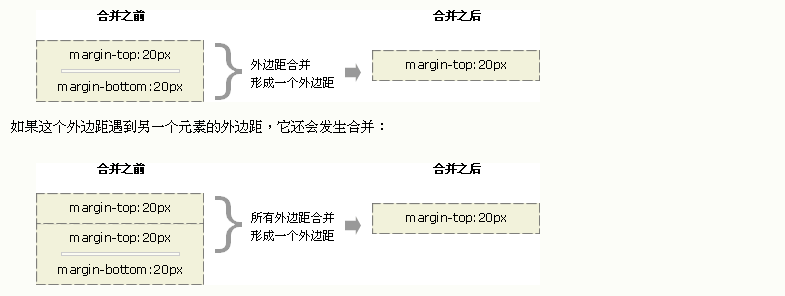 合并之前
合并之后
margin-top:20px
margin-bottom:20px
外边距合并
形成一个外边距
margin-top:20px
如果这个外边距遇到另一个元素的外边距，它还会发生合并：
合并之前
合并之后
margin-top:20px
margin-top:20px
margin-bottom:20px
所有外边距合并
形成一个外边距
margin-top:20px